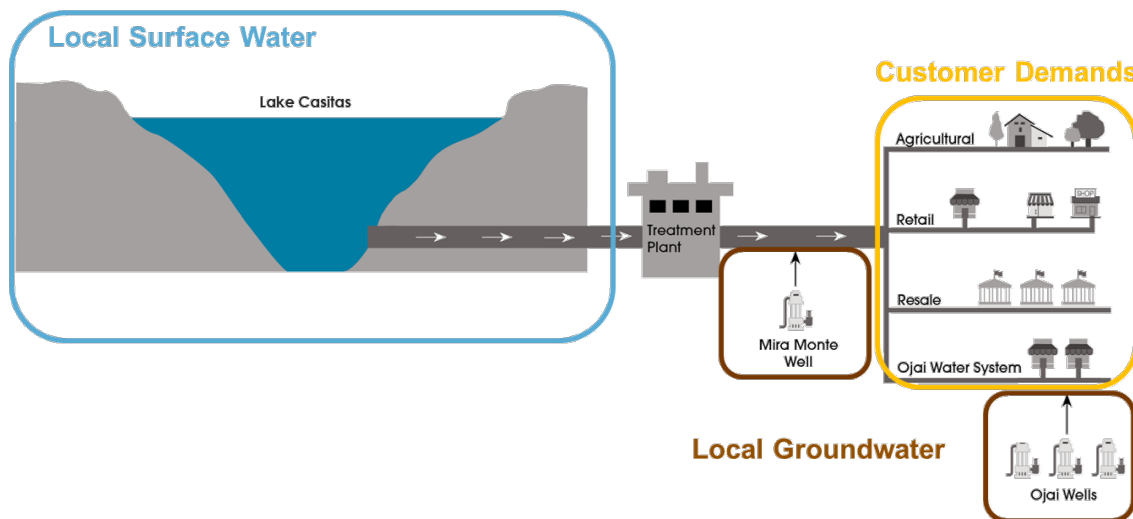 Local Surface Water
Lake Casitas
Customer Demands
Agricultural
SHOP
Retail
Treatment
Plant
Resale
Mira Monte
Well
Ojai Water System
Local Groundwater
Ojai Wells